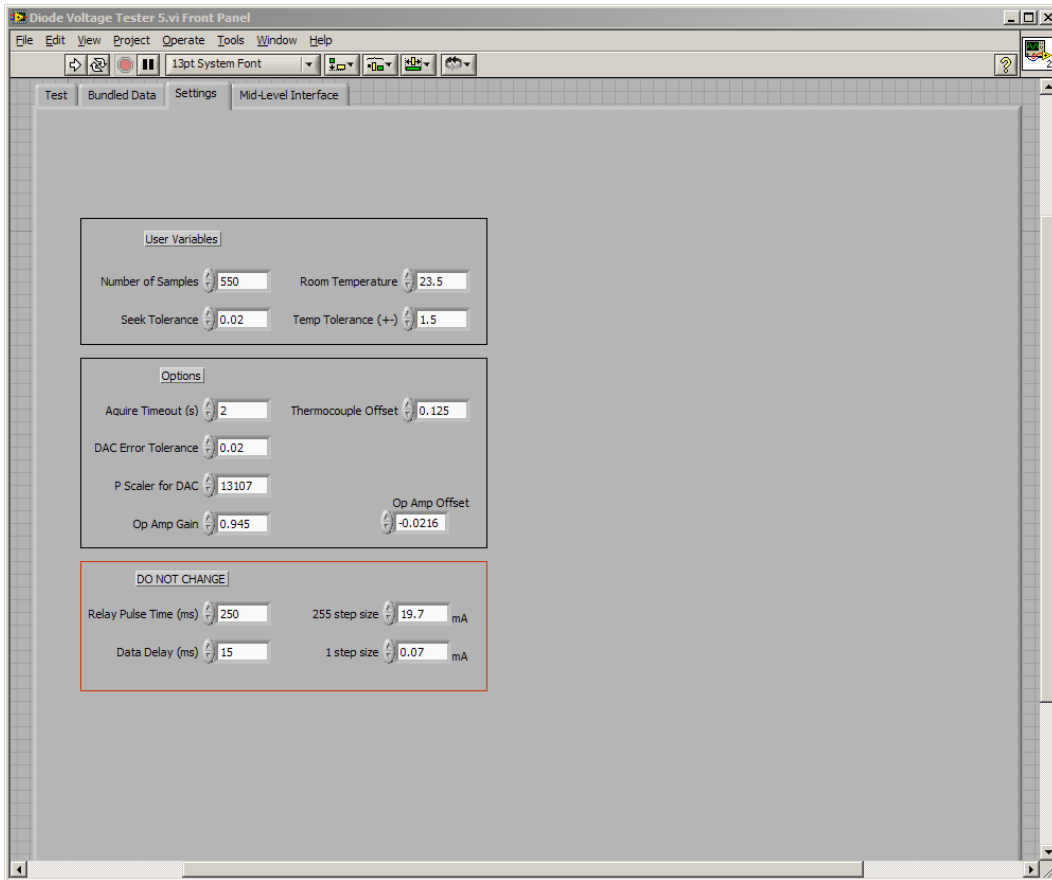 Diode Voltage Tester 5.vi Front Panel
File Edit View Project Operate Tools Window Help
13pt System Font
2
Test Bundled Data Settings Mid-Level Interface
User Variables
Number of Samples 550 Room Temperature 23.5
Seek Tolerance 0.02 Temp Tolerance (+-) 1.5
Options
Aquire Timeout (s) 2 Thermocouple Offset 0.125
DAC Error Tolerance 0.02
P Scaler for DAC 13107
Op Amp Offset
Op Amp Gain 0.945 -0.0216
DO NOT CHANGE
Relay Pulse Time (ms) 250 255 step size 19.7 mA
Data Delay (ms) 15 1 step size 0.07 mA